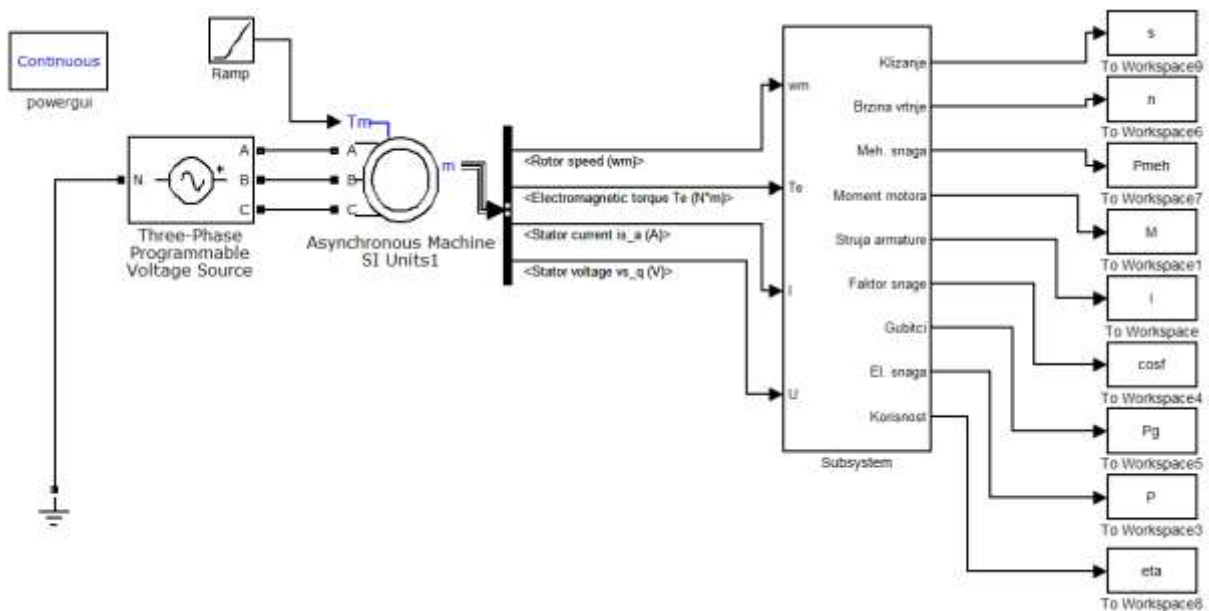 Continuous
powergui
Ramp
Tm
N
A
B
C
Three-Phase
Programmable
Voltage Source
A
B
C
m
Asynchronous Machine
SI Units1
<Rotor speed (wm)>
<Electromagnetic torque Te (N*m)>
<Stator current is_a (A)>
<Stator voltage vs_q (V)>
wm
Te
I
U
Klizanje
Brzina vrtnje
Meh. snaga
Moment motora
Struja armature
Faktor snage
Gubitci
El. snaga
Korisnost
Subsystem
s
To Workspace9
n
To Workspace6
Pmeh
To Workspace7
M
To Workspace1
I
To Workspace
cosf
To Workspace4
Pg
To Workspace5
P
To Workspace3
eta
To Workspace8